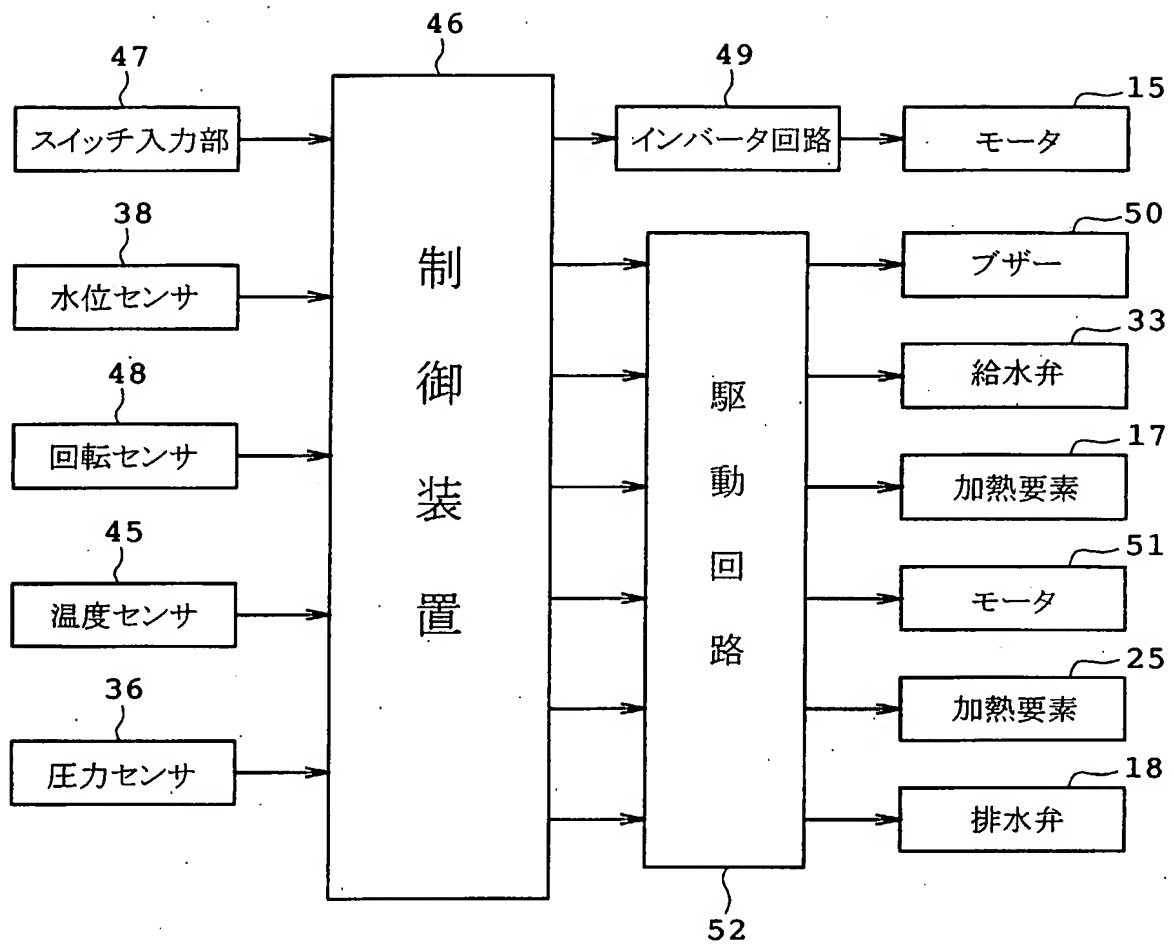 46
47
49
15
スイッチ入力部
インバータ回路
モータ
38
50
水位センサ
制御装置
ブザー
33
給水弁
48
回転センサ
駆動回路
17
加熱要素
45
51
温度センサ
モータ
36
25
圧力センサ
加熱要素
18
排水弁
52